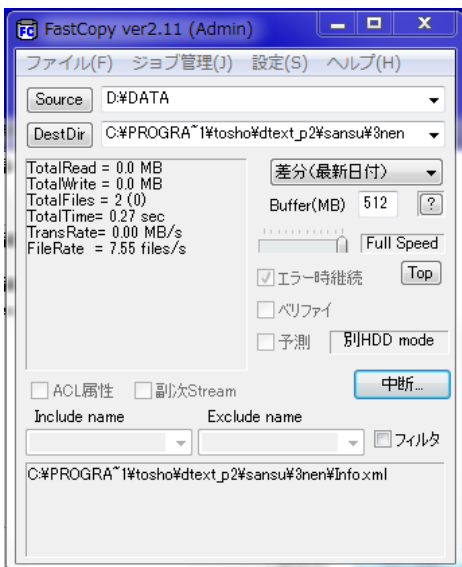 FastCopy ver2.11 (Admin)
ファイル(F) ジョブ管理(J) 設定(S) ヘルプ(H)
Source D:¥DATA
DestDir C:¥PROGRA~1¥tosho¥dtext_p2¥sansu¥3nen
TotalRead = 0.0 MB
TotalWrite = 0.0 MB
TotalFiles = 2 (0)
TotalTime= 0.27 sec
TransRate= 0.00 MB/s
FileRate = 7.55 files/s
差分(最新日付)
Buffer(MB) 512 ?
Full Speed
エラー時継続 Top
ベリファイ
予測 別HDD mode
ACL属性 副次Stream 中断...
Include name Exclude name
フィルタ
C:¥PROGRA~1¥tosho¥dtext_p2¥sansu¥3nen¥Info.xml